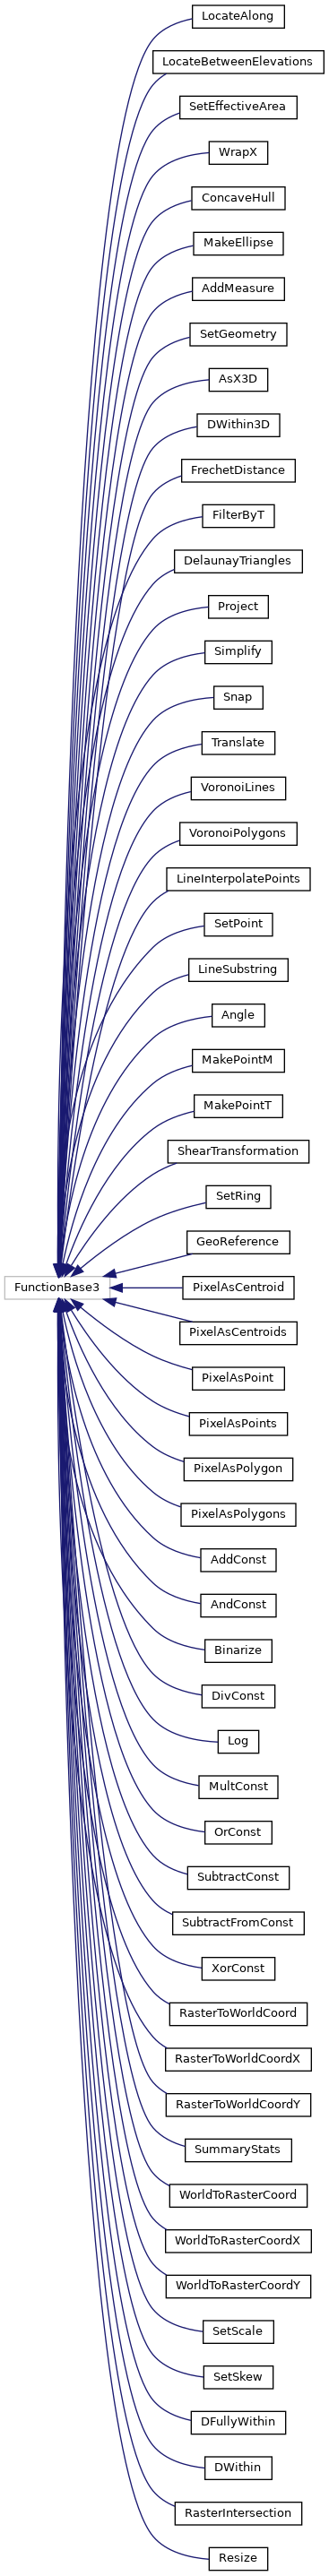 LocateAlong
LocateBetweenElevations
SetEffectiveArea
WrapX
ConcaveHull
MakeEllipse
AddMeasure
SetGeometry
AsX3D
DWithin3D
FrechetDistance
FilterByT
DelaunayTriangles
Project
Simplify
Snap
Translate
VoronoiLines
VoronoiPolygons
LineInterpolatePoints
SetPoint
LineSubstring
Angle
MakePointM
MakePointT
ShearTransformation
SetRing
GeoReference
FunctionBase3
PixelAsCentroid
PixelAsCentroids
PixelAsPoint
PixelAsPoints
PixelAsPolygon
PixelAsPolygons
AddConst
AndConst
Binarize
DivConst
Log
MultConst
OrConst
SubtractConst
SubtractFromConst
XorConst
RasterToWorldCoord
RasterToWorldCoordX
RasterToWorldCoordY
SummaryStats
WorldToRasterCoord
WorldToRasterCoordX
WorldToRasterCoordY
SetScale
SetSkew
DFullyWithin
DWithin
RasterIntersection
Resize